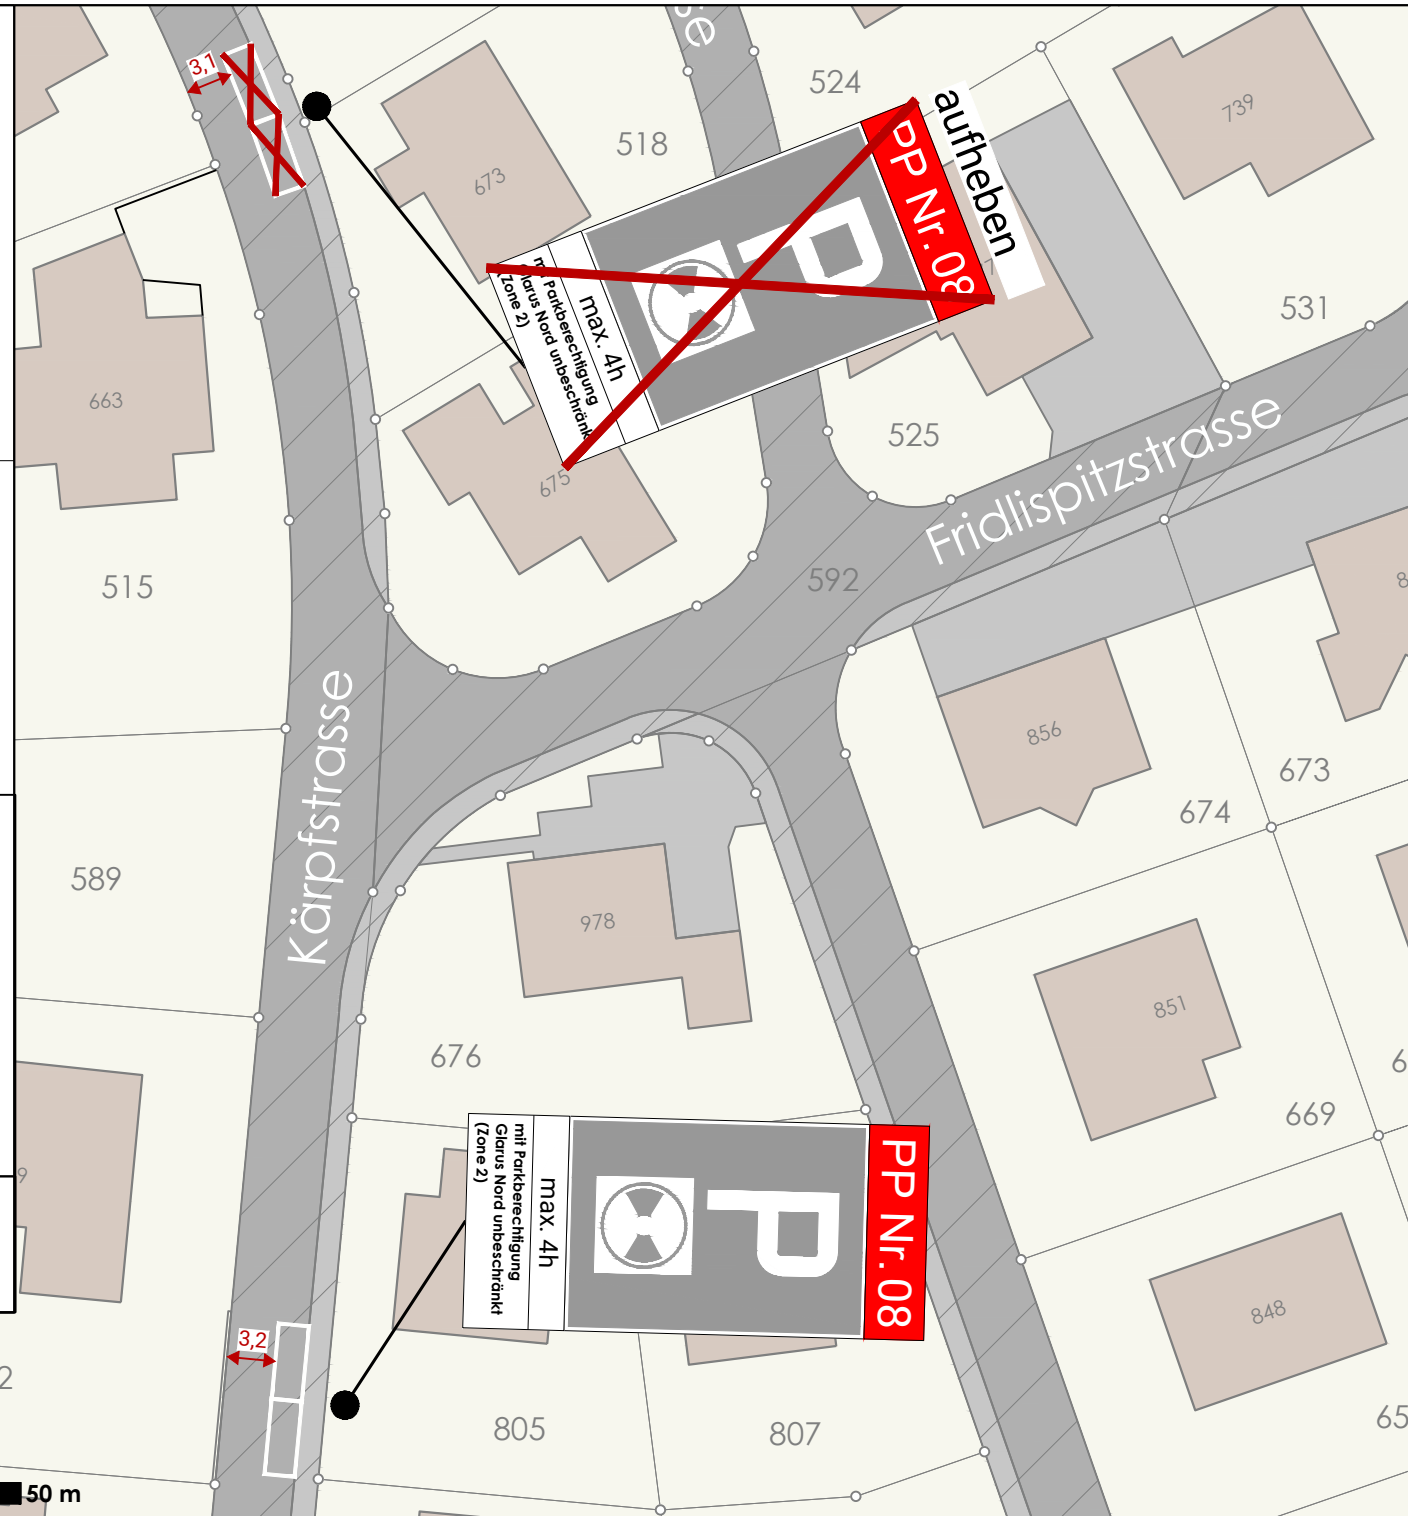 3,1
524
518
673
739
aufheben
PP Nr. 08
P
max. 4h
mit Parkberechtigung
Glarus Nord unbeschränkt
(Zone 2)
531
663
525
675
Fridlispitzstrasse
592
515
Kärpfstrasse
856
673
674
589
978
851
676
669
PP Nr. 08
P
max. 4h
mit Parkberechtigung
Glarus Nord unbeschränkt
(Zone 2)
848
3,2
805
807
65
50 m